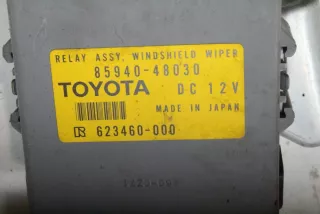 RELAY ASSY, WINDSHIELD WIPER
85940-48030
TOYOTA DC 12V
MADE IN JAPAN
623460-000